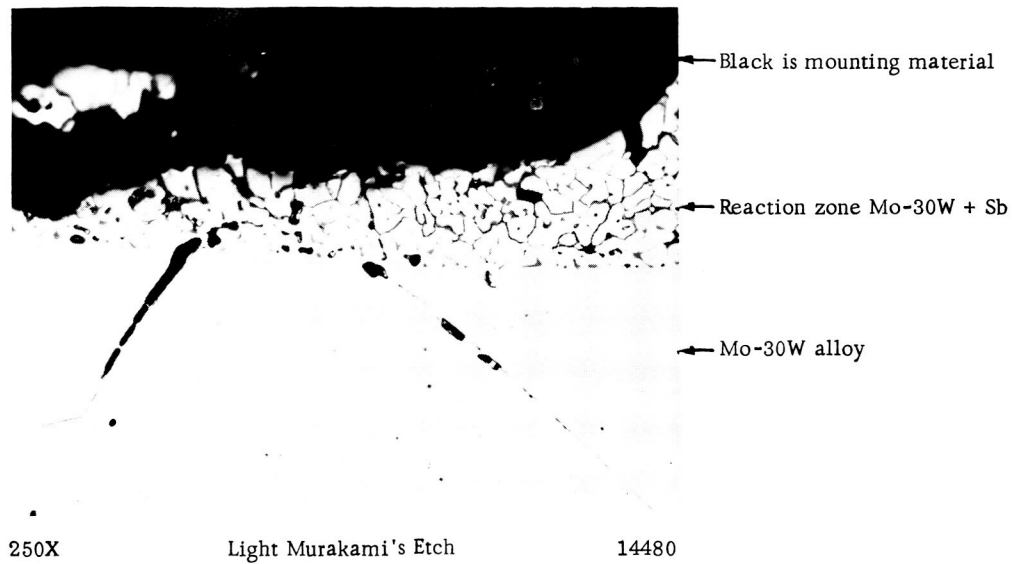 Black is mounting material
Reaction zone Mo-30W + Sb
Mo-30W alloy
250X Light Murakami's Etch 14480